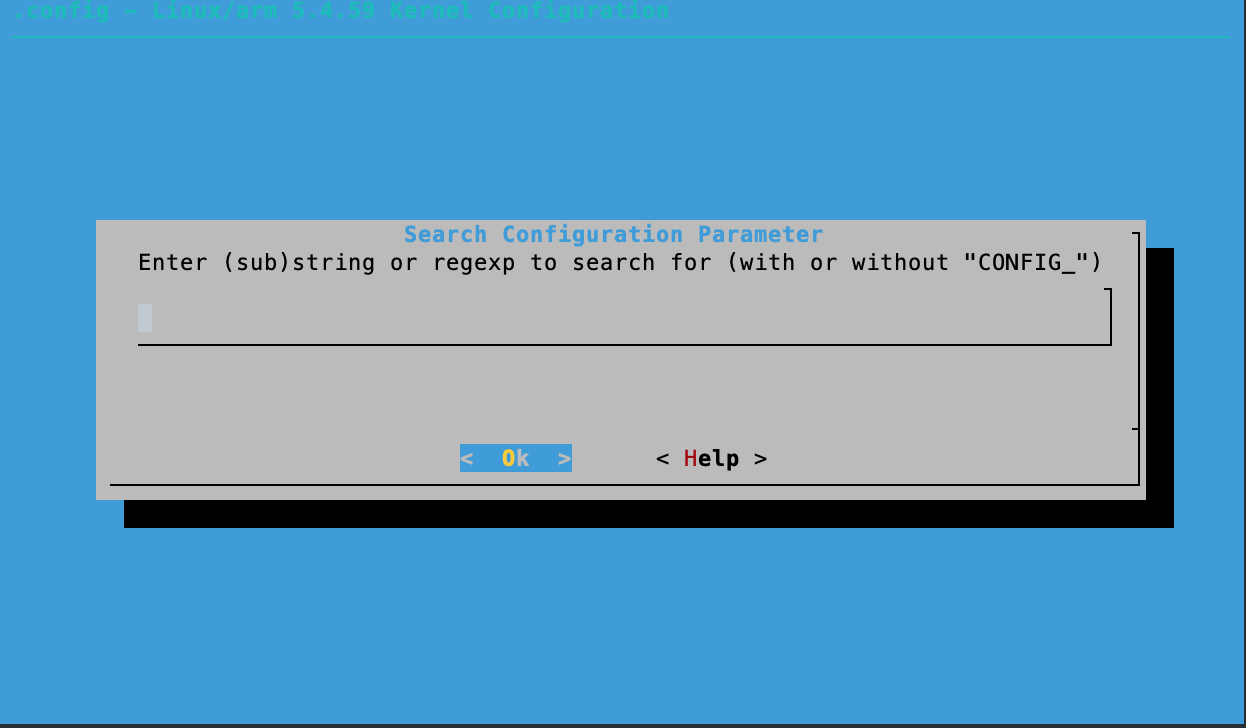 .config - Linux/arm 5.4.59 Kernel Configuration
Search Configuration Parameter
Enter (sub)string or regexp to search for (with or without "CONFIG_")
<  Ok  > < Help >